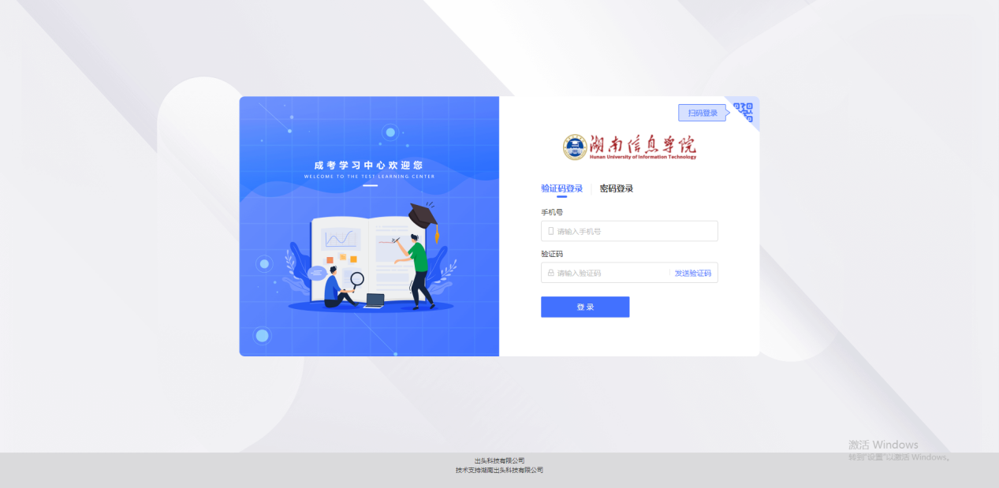 扫码登录
湖南信息学院
Hunan University of Information Technology
成考学习中心欢迎您
WELCOME TO THE TEST LEARNING CENTER
验证码登录 密码登录
手机号
请输入手机号
验证码
请输入验证码 发送验证码
登录
激活 Windows
转到"设置"以激活 Windows。
出头科技有限公司
技术支持湖南出头科技有限公司